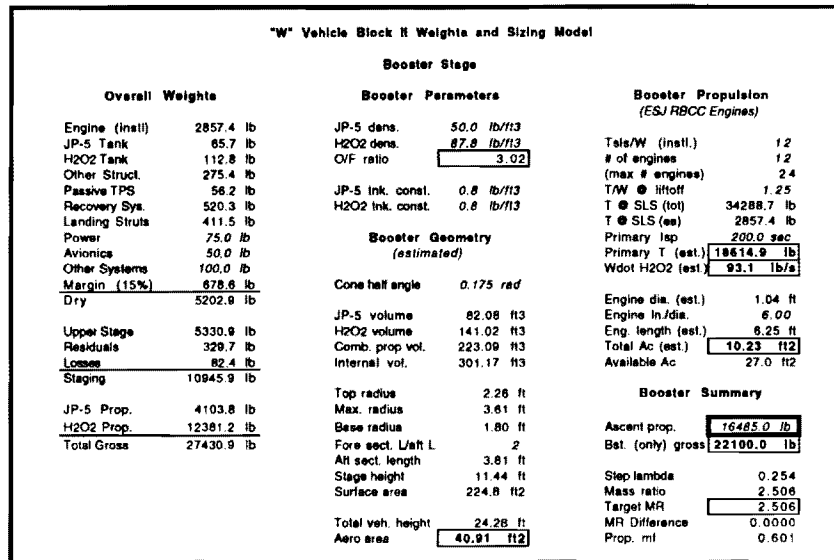 "W" Vehicle Block II Weights and Sizing Model
Booster Stage
Overall Weights
Engine (instl) 2857.4 lb
JP-5 Tank 65.7 lb
H2O2 Tank 112.8 lb
Other Struct. 275.4 lb
Passive TPS 56.2 lb
Recovery Sys. 520.3 lb
Landing Struts 411.5 lb
Power 75.0 lb
Avionics 50.0 lb
Other Systems 100.0 lb
Margin (15%) 678.6 lb
Dry 5202.9 lb
Upper Stage 5330.9 lb
Residuals 329.7 lb
Losses 82.4 lb
Staging 10945.9 lb
JP-5 Prop. 4103.8 lb
H2O2 Prop. 12381.2 lb
Total Gross 27430.9 lb
Booster Parameters
JP-5 dens. 50.0 lb/ft3
H2O2 dens. 87.8 lb/ft3
O/F ratio 3.02
JP-5 tnk. const. 0.8 lb/ft3
H2O2 tnk. const. 0.8 lb/ft3
Booster Geometry
(estimated)
Cone half angle 0.175 rad
JP-5 volume 82.08 ft3
H2O2 volume 141.02 ft3
Comb. prop vol. 223.09 ft3
Internal vol. 301.17 ft3
Top radius 2.26 ft
Max. radius 3.61 ft
Base radius 1.80 ft
Fore sect. L/aft L 2
Aft sect. length 3.81 ft
Stage height 11.44 ft
Surface area 224.8 ft2
Total veh. height 24.28 ft
Aero area 40.91 ft2
Booster Propulsion
(ESJ RBCC Engines)
Tsls/W (instl.) 12
# of engines 12
(max # engines) 24
T/W @ liftoff 1.25
T @ SLS (tot) 34288.7 lb
T @ SLS (ea) 2857.4 lb
Primary Isp 200.0 sec
Primary T (est.) 18614.9 lb
Wdot H2O2 (est.) 93.1 lb/s
Engine dia. (est.) 1.04 ft
Engine ln./dia. 6.00
Eng. length (est.) 6.25 ft
Total Ac (est.) 10.23 ft2
Available Ac 27.0 ft2
Booster Summary
Ascent prop. 16485.0 lb
Bst. (only) gross 22100.0 lb
Step lambda 0.254
Mass ratio 2.506
Target MR 2.506
MR Difference 0.0000
Prop. mf 0.601